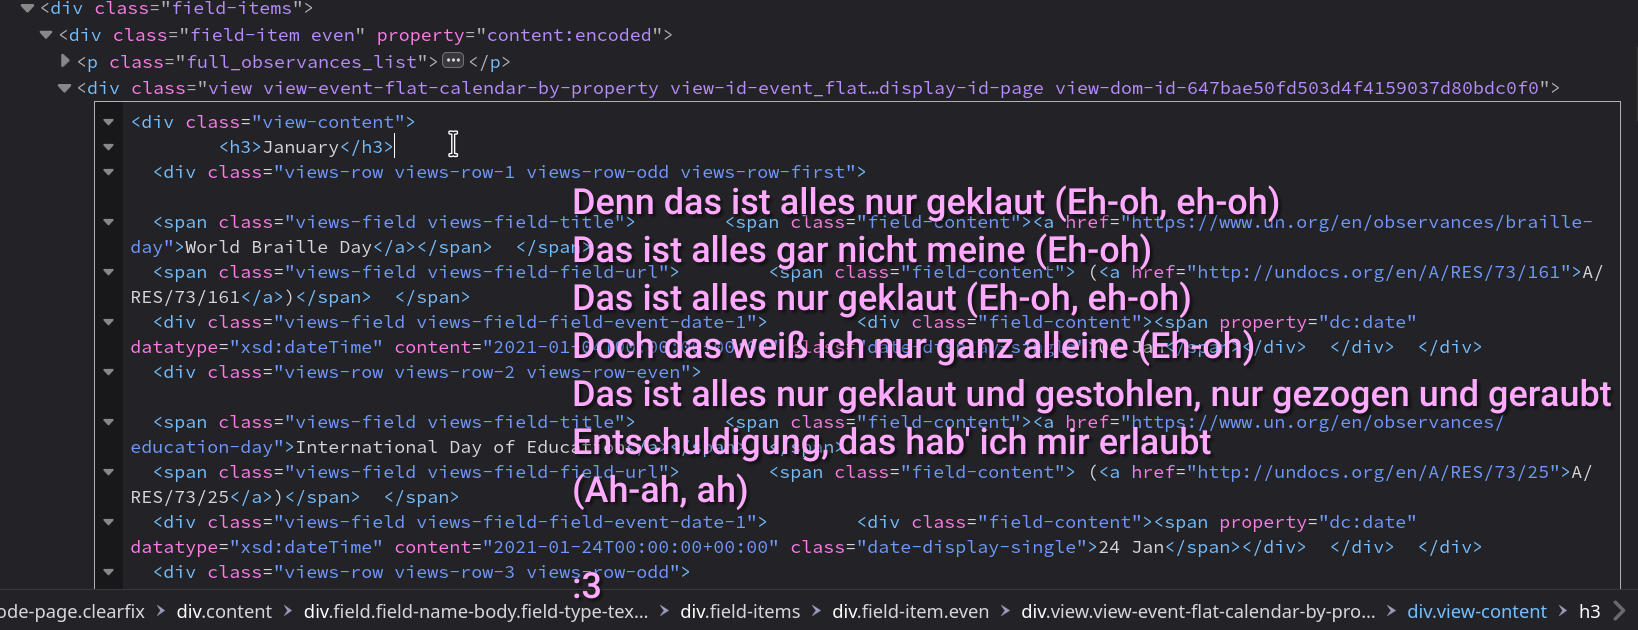 <div class="field-items">
<div class="field-item even" property="content:encoded">
<p class="full_observances_list"></p>
<div class="view view-event-flat-calendar-by-property view-id-event_flat…display-id-page view-dom-id-647bae50fd503d4f4159037d80bdc0f0">
<div class="view-content">
<h3>January</h3>
<div class="views-row views-row-1 views-row-odd views-row-first">
Denn das ist alles nur geklaut (Eh-oh, eh-oh)
<span class="views-field views-field-title"> <span class="field-content"><a href="https://www.un.org/en/observances/braille-
day">World Braille Day</a></span> </span>
Das ist alles gar nicht meine (Eh-oh)
<span class="views-field views-field-field-url"> <span class="field-content"> (<a href="http://undocs.org/en/A/RES/73/161">A/
RES/73/161</a>)</span> </span>
Das ist alles nur geklaut (Eh-oh, eh-oh)
<div class="views-field views-field-field-event-date-1"> <div class="field-content"><span property="dc:date"
datatype="xsd:dateTime" content="2021-01- </div> </div> </div>
Doch das weiß ich nur ganz alleine (Eh-oh)
<div class="views-row views-row-2 views-row-even">
Das ist alles nur geklaut und gestohlen, nur gezogen und geraubt
<span class="views-field views-field-title"> <span class="field-content"><a href="https://www.un.org/en/observances/
education-day">International Day of Education</a></span> </span>
Entschuldigung, das hab' ich mir erlaubt
<span class="views-field views-field-field-url"> <span class="field-content"> (<a href="http://undocs.org/en/A/RES/73/25">A/
RES/73/25</a>)</span> </span>
(Ah-ah, ah)
<div class="views-field views-field-field-event-date-1"> <div class="field-content"><span property="dc:date"
datatype="xsd:dateTime" content="2021-01-24T00:00:00+00:00" class="date-display-single">24 Jan</span></div> </div> </div>
<div class="views-row views-row-3 views-row-odd">
:3
ode-page.clearfix > div.content > div.field.field-name-body.field-type-tex... > div.field-items > div.field-item.even > div.view.view-event-flat-calendar-by-pro... > div.view-content > h3